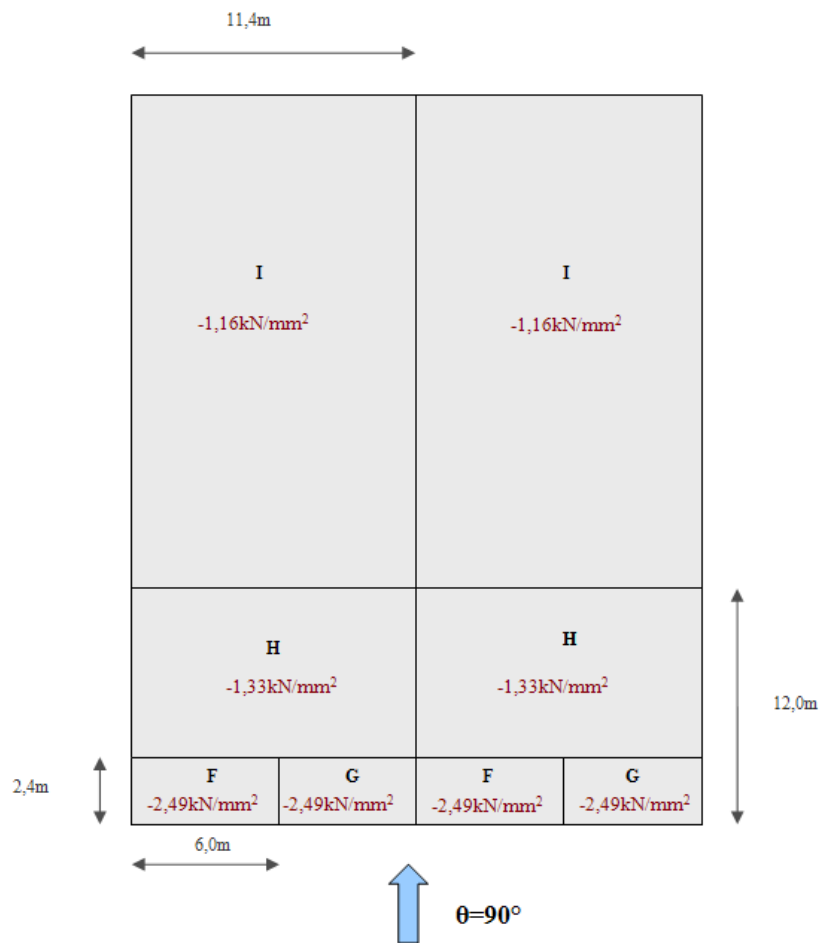 11,4m
I
I
-1,16kN/mm²
-1,16kN/mm²
H
H
-1,33kN/mm²
-1,33kN/mm²
12,0m
2,4m
F
G
F
G
-2,49kN/mm²
-2,49kN/mm²
-2,49kN/mm²
-2,49kN/mm²
6,0m
θ=90°